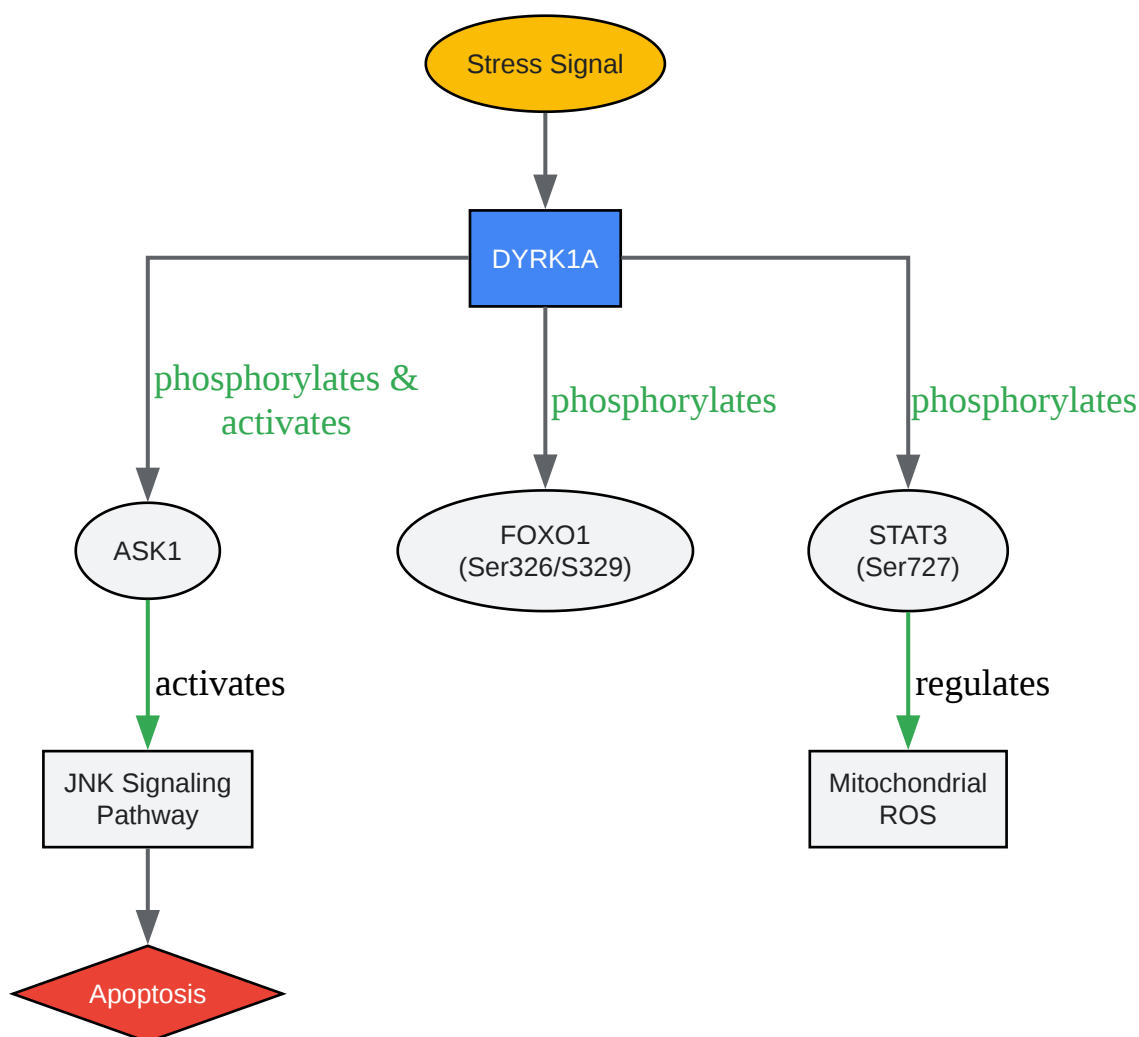 Stress Signal
DYRK1A
phosphorylates &
activates
phosphorylates
phosphorylates
ASK1
FOXO1
(Ser326/S329)
STAT3
(Ser727)
activates
regulates
JNK Signaling
Pathway
Mitochondrial
ROS
Apoptosis